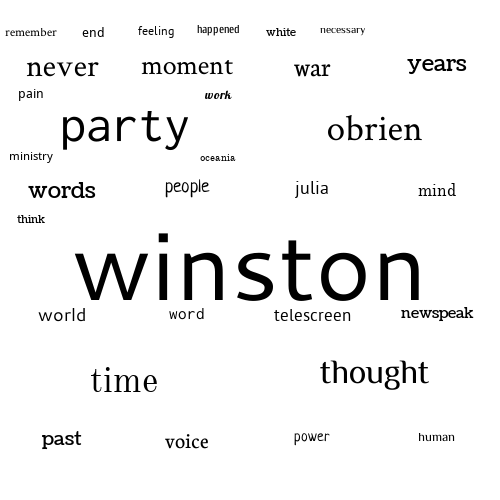 remember end feeling happened white necessary
never moment war years
pain work
party obrien
ministry oceania
words people julia mind
think
winston
world word telescreen newspeak
time thought
past voice power human